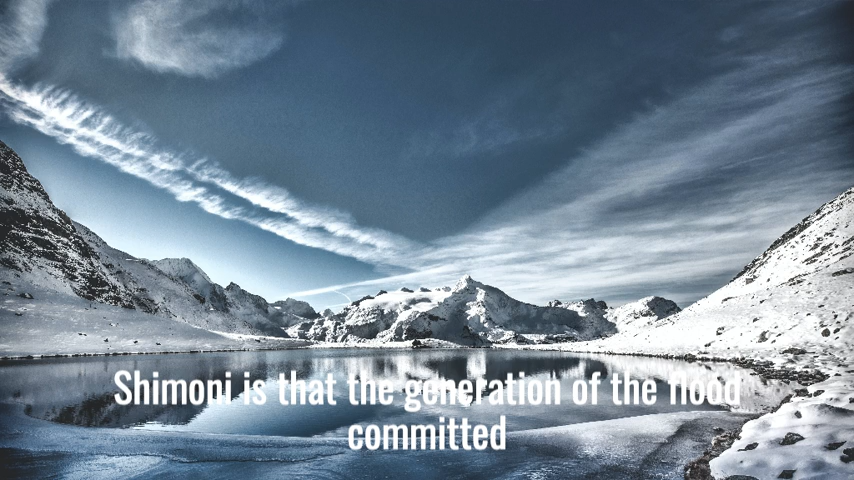 Shimoni is that the generation of the flood
committed